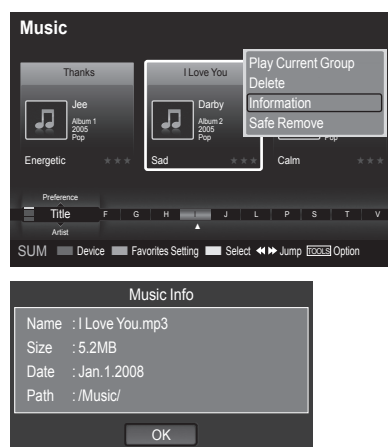 Music
Play Current Group
Delete
Information
Safe Remove
Thanks
Jee
Album 1
2005
Pop
Energetic
I Love You
Darby
Album 2
2005
Pop
Sad
Pop
Calm
Preference
Title F G H I J L P S T V
Artist
SUM Device Favorites Setting Select ◀◀ ▶▶ Jump TOOLS Option
Music Info
Name : I Love You.mp3
Size : 5.2MB
Date : Jan.1.2008
Path : /Music/
OK